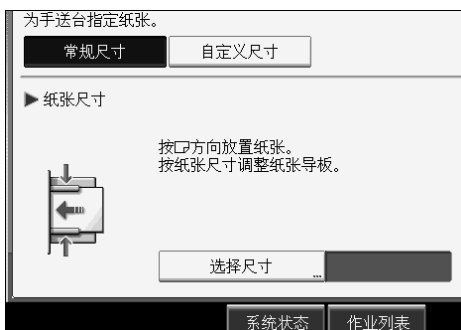 为手送台指定纸张。
常规尺寸 自定义尺寸
▶ 纸张尺寸
按方向放置纸张。
按纸张尺寸调整纸张导板。
选择尺寸 ...
系统状态 作业列表